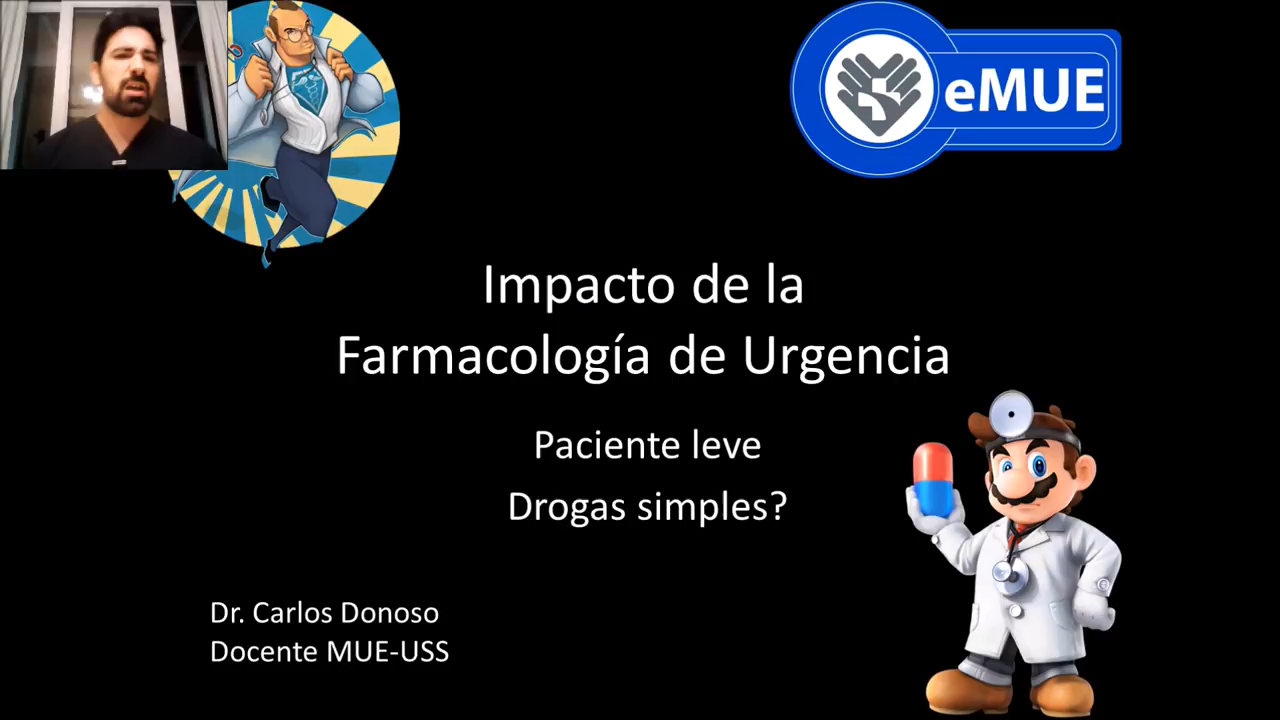 eMUE
Impacto de la
Farmacología de Urgencia
Paciente leve
Drogas simples?
Dr. Carlos Donoso
Docente MUE-USS